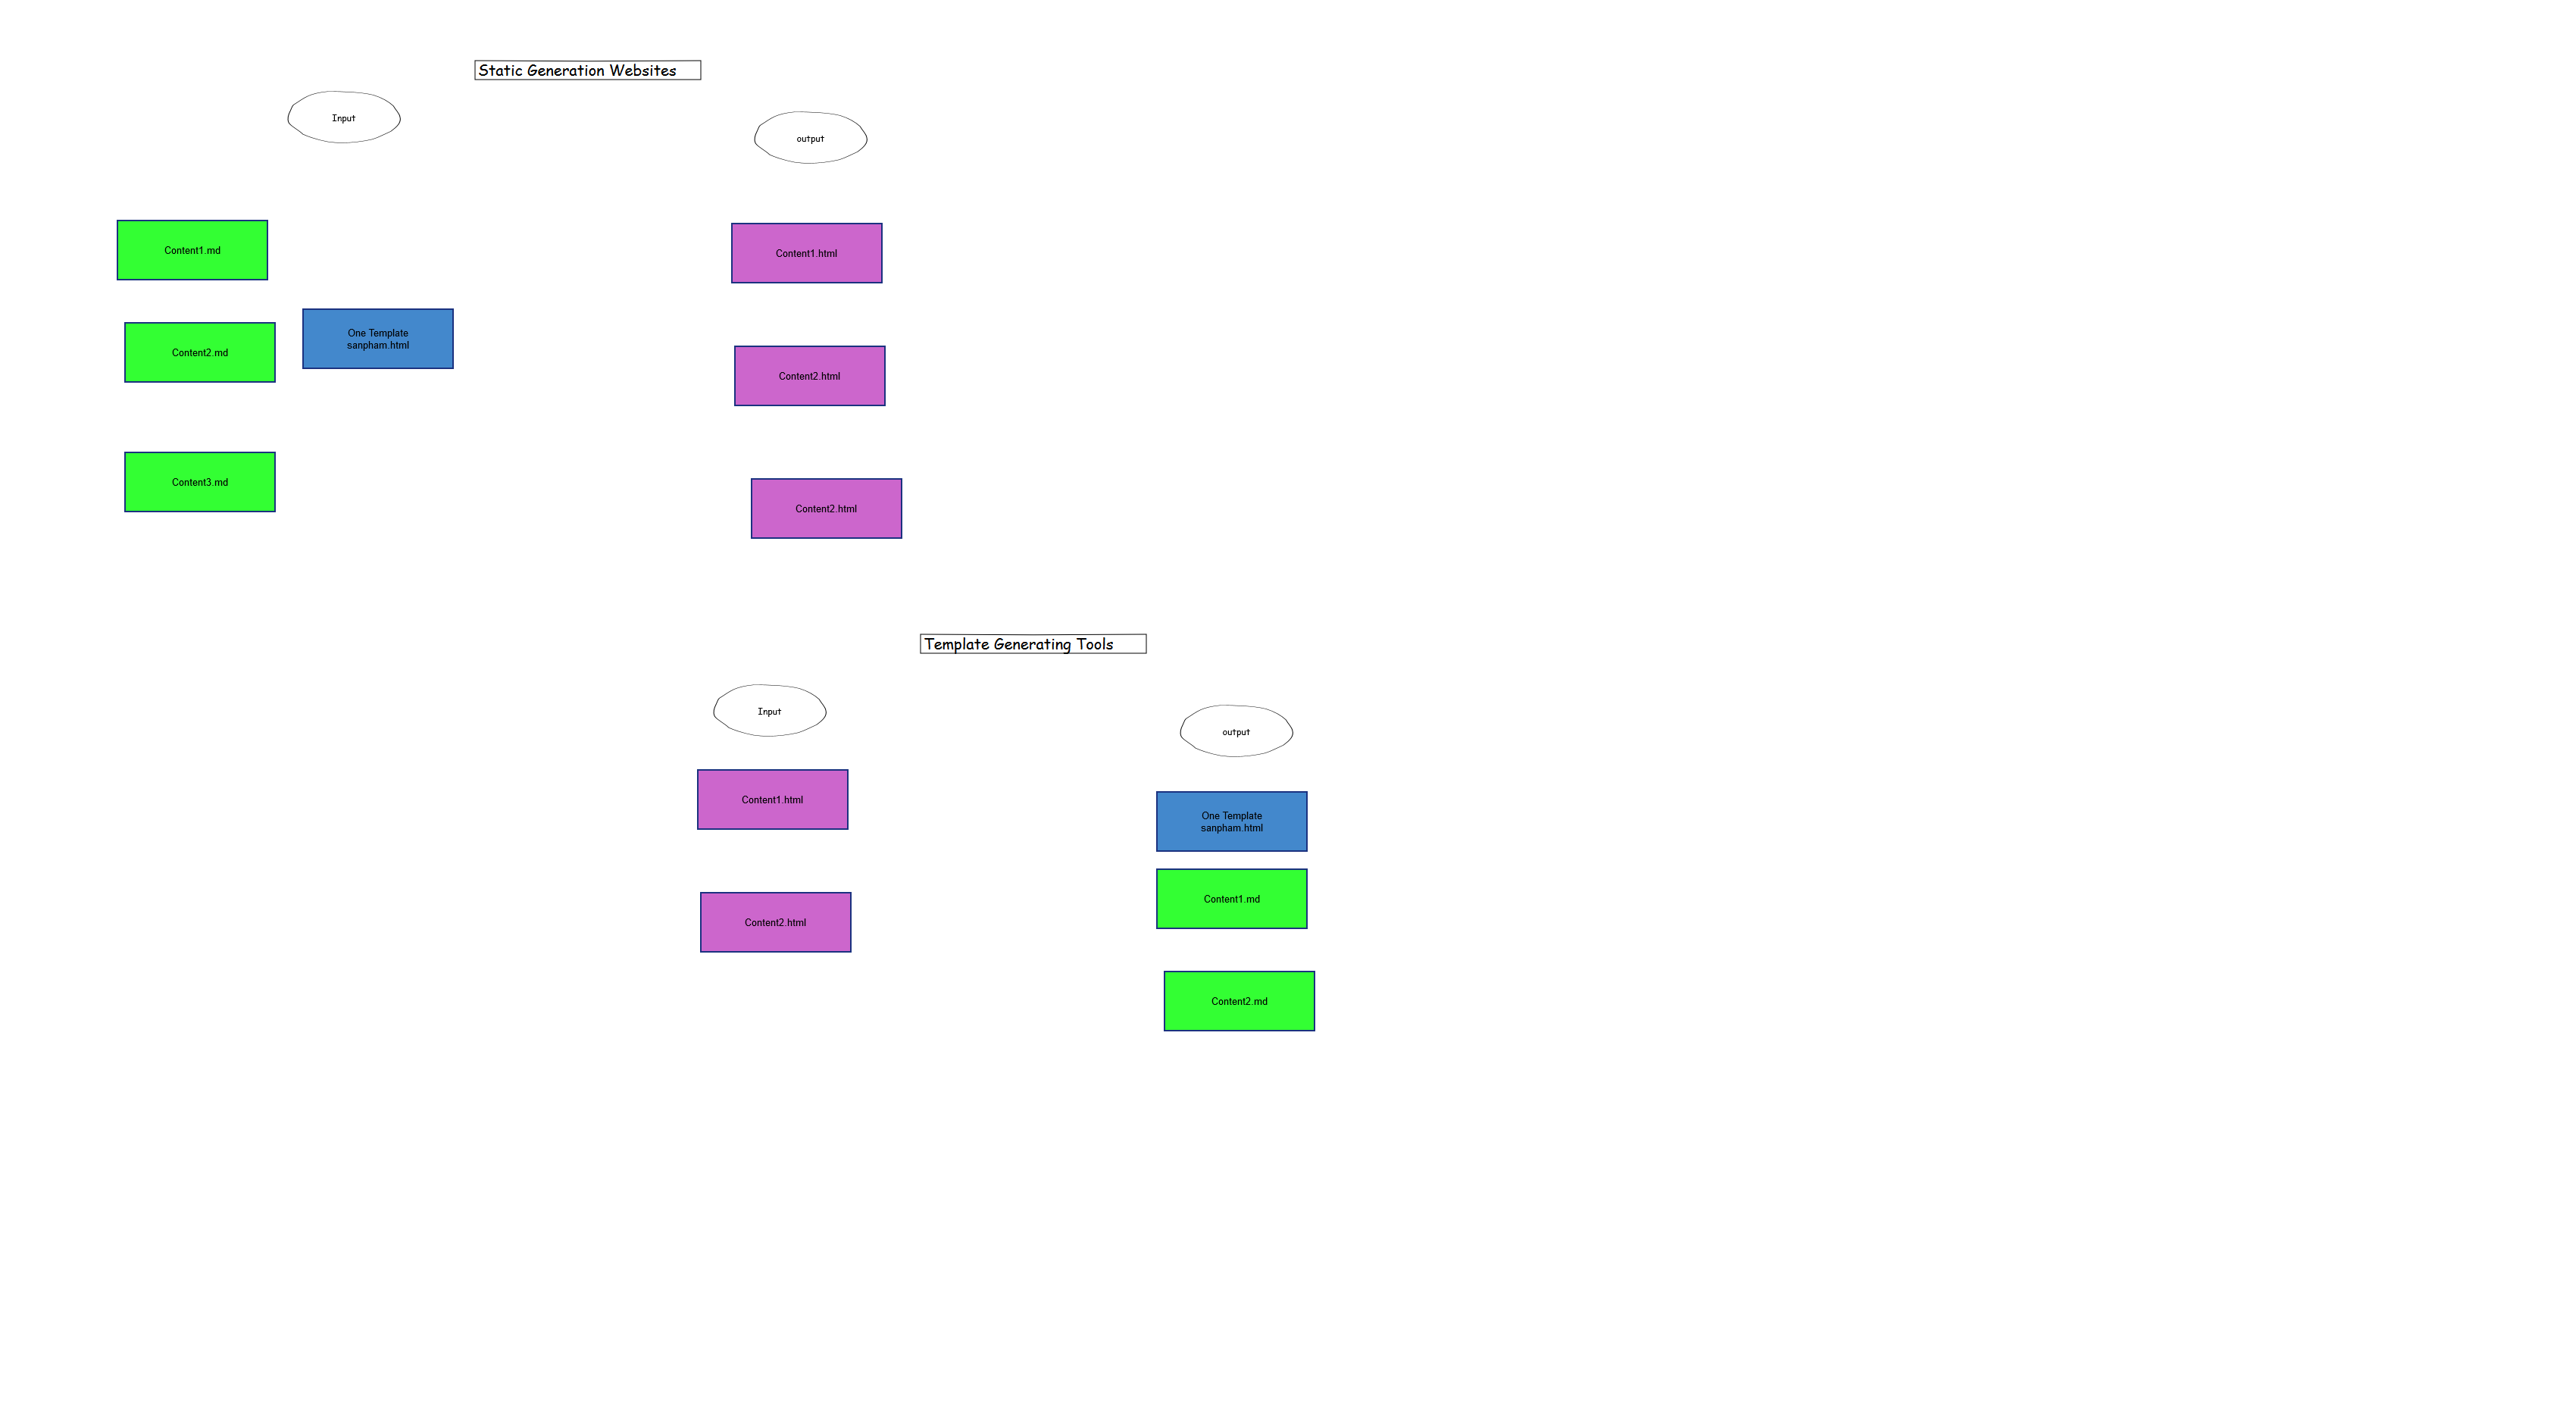 Static Generation Websites
Input
output
Content1.md
Content1.html
One Template
sanpham.html
Content2.md
Content2.html
Content3.md
Content2.html
Template Generating Tools
Input
output
Content1.html
One Template
sanpham.html
Content1.md
Content2.html
Content2.md